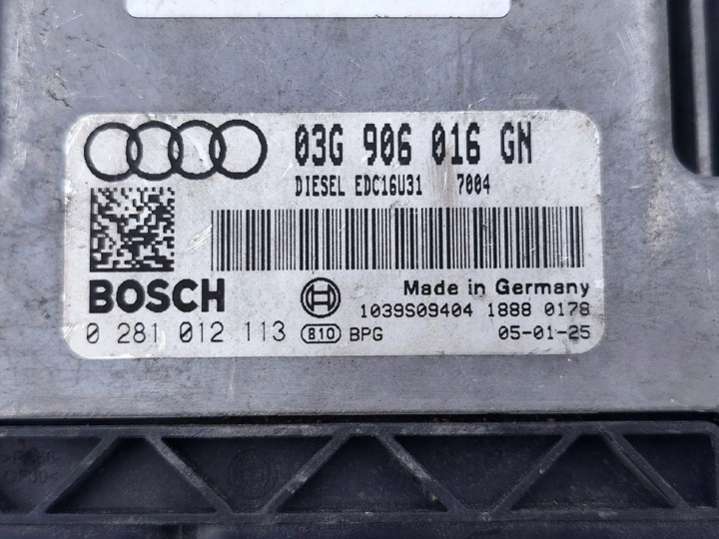 03G 906 016 GN
DIESEL EDC16U31 7004
BOSCH
Made in Germany
1039S09404 1888 0178
0 281 012 113 810 BPG 05-01-25